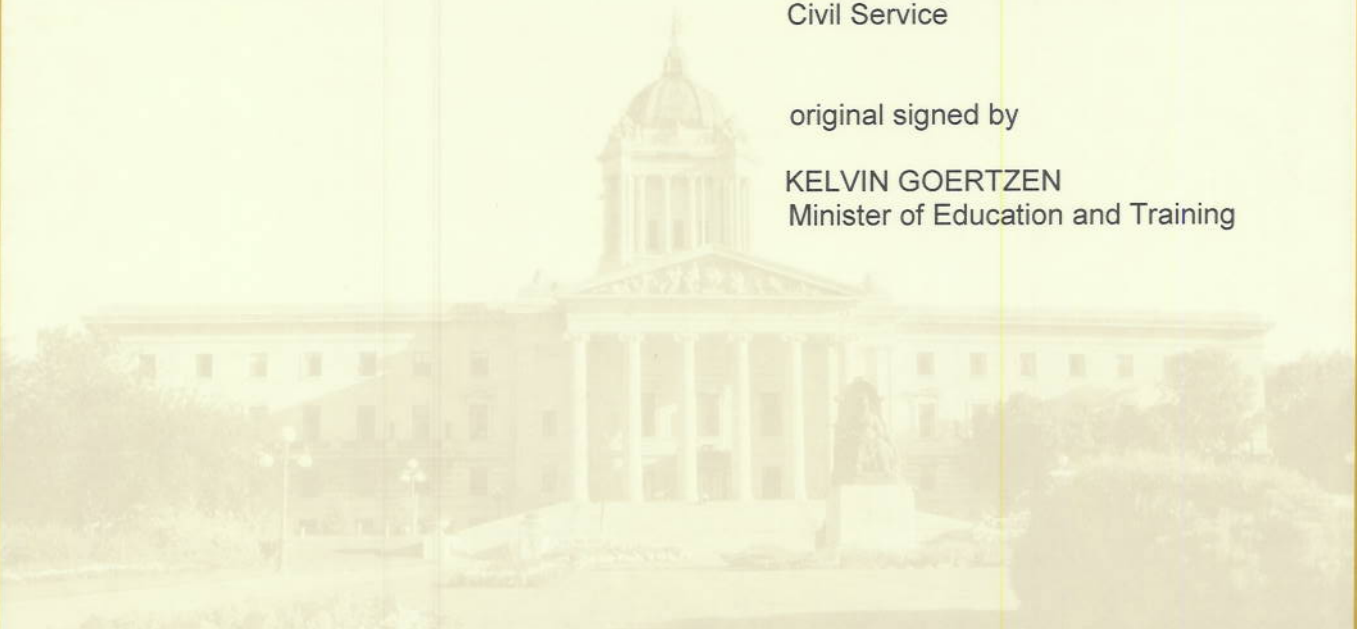 Civil Service
original signed by
KELVIN GOERTZEN
Minister of Education and Training